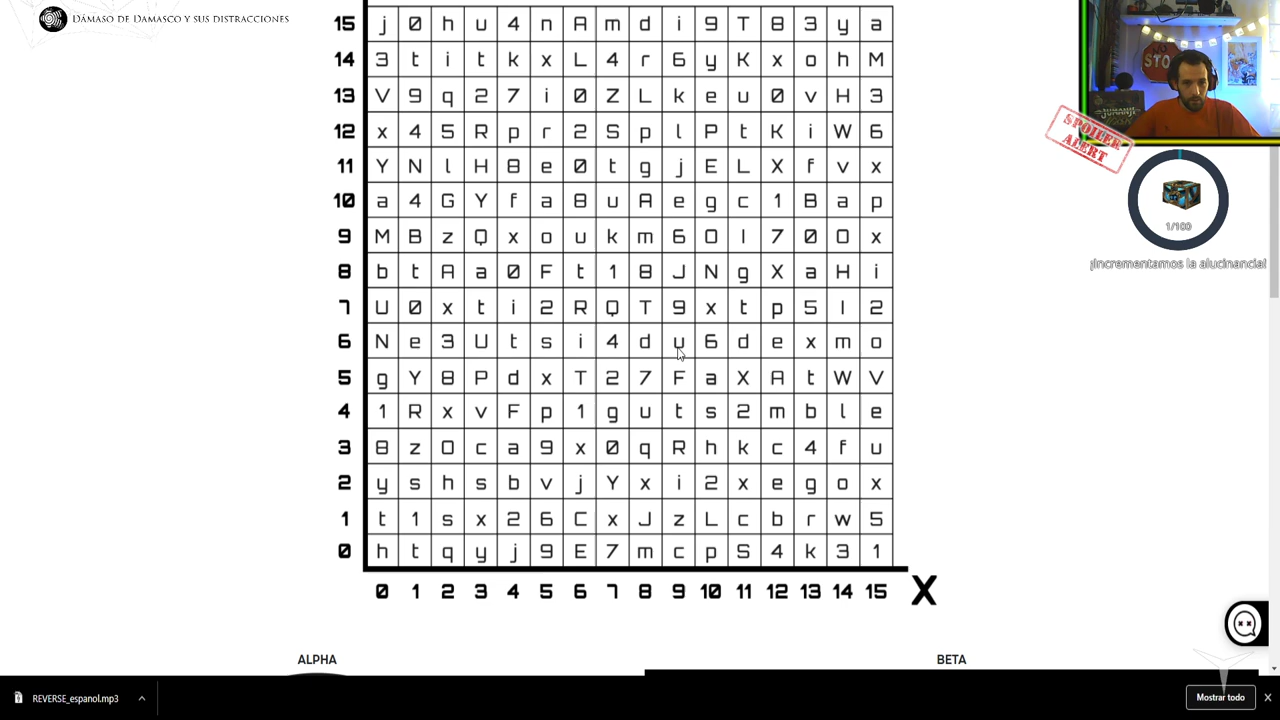 DÁMASO DE DAMASCO Y SUS DISTRACCIONES
15 j 0 h u 4 n A m d i 9 T 8 3 y a
14 3 t i t k x L 4 r 6 y K x o h M
13 V 9 q 2 7 i 0 Z L k e u 0 v H 3
12 x 4 5 R p r 2 S p l P t K i W 6
11 Y N l H 8 e 0 t g j E L X f v x
10 a 4 G Y f a 8 u A e g c 1 B a p
9 M B z Q x o u k m 6 O I 7 0 O x
8 b t A a 0 F t 1 8 J N g X a H i
7 U 0 x t i 2 R Q T 9 x t p 5 I 2
6 N e 3 U t s i 4 d u 6 d e x m o
5 g Y 8 P d x T 2 7 F a X A t W V
4 1 R x v F p 1 g u t s 2 m b l e
3 8 z O c a 9 x 0 q R h k c 4 f u
2 y s h s b v j Y x i 2 x e g o x
1 t 1 s x 2 6 C x J z L c b r w 5
0 h t q y j 9 E 7 m c p S 4 k 3 1
0 1 2 3 4 5 6 7 8 9 10 11 12 13 14 15 X
ALPHA
BETA
NO
STO
JUMANJI
SPOILER
ALERT
1/100
¡Incrementamos la alucinancia!
REVERSE_espanol.mp3
Mostrar todo